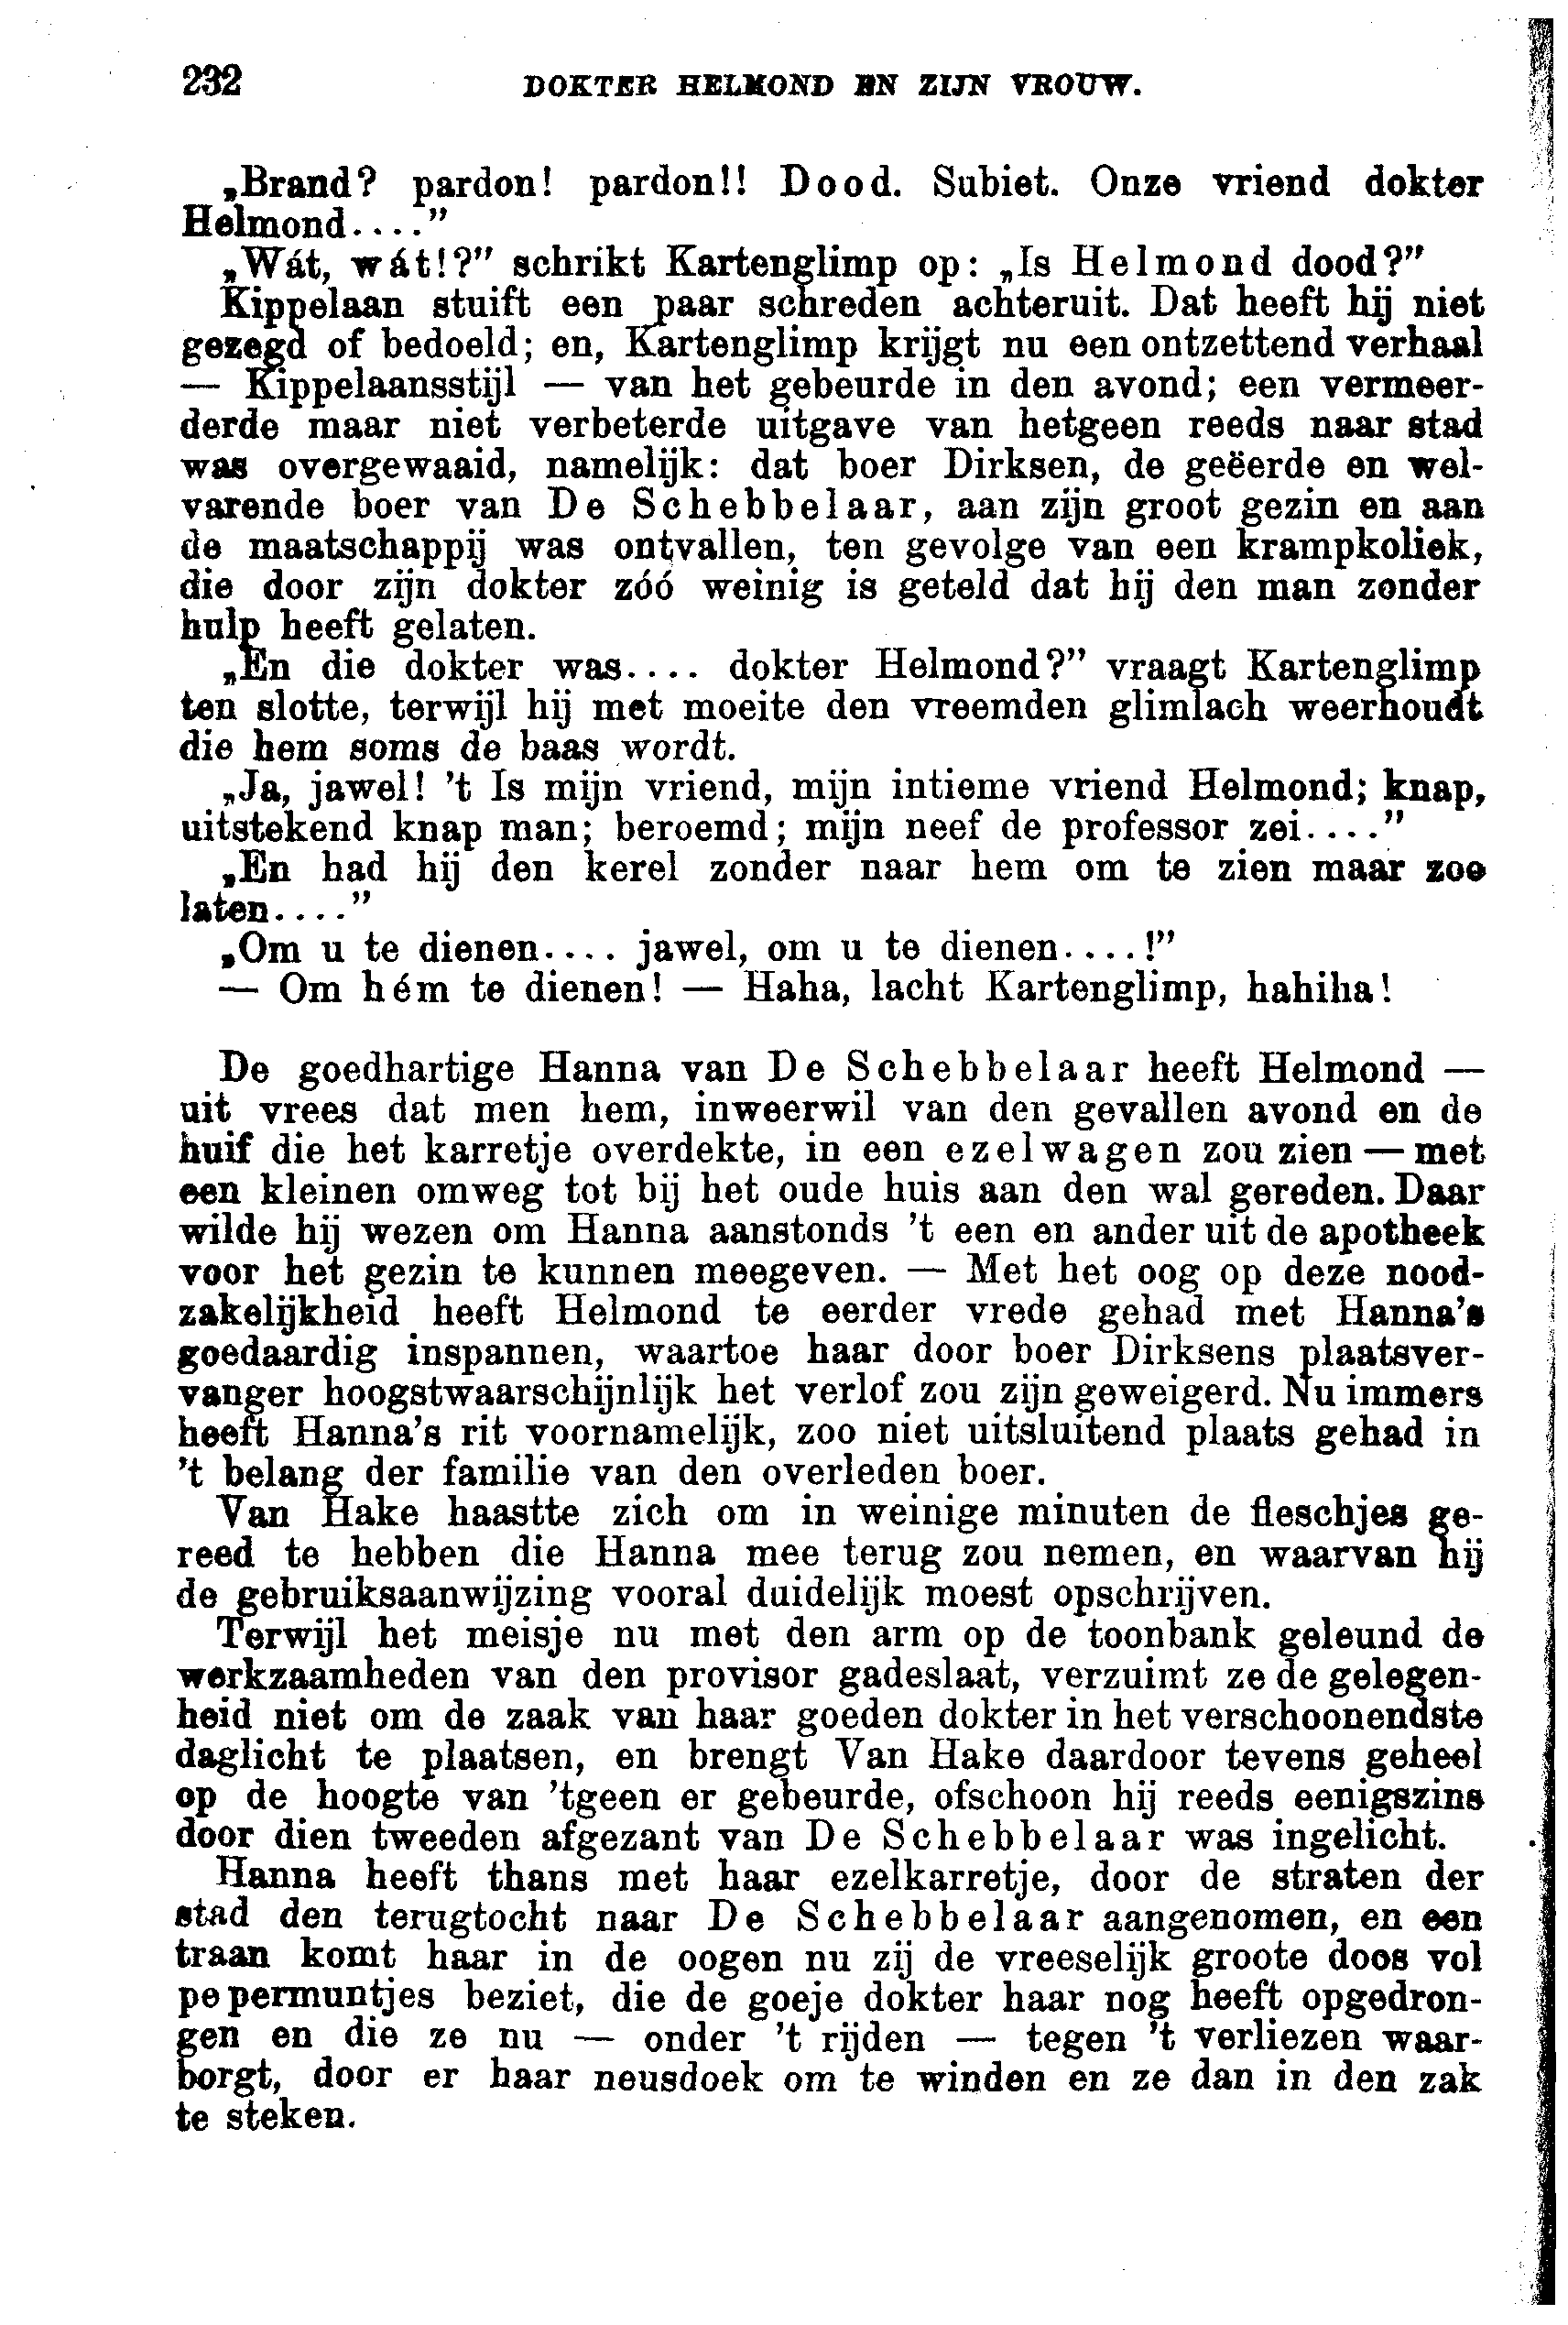 232 DOKTER HELMOND EN ZIJN VROUW.
„Brand? pardon! pardon!! Dood. Subiet. Onze vriend dokter
Helmond...."
„Wát, wát!?" schrikt Kartenglimp op: „Is Helmond dood?"
Kippelaan stuift een paar schreden achteruit. Dat heeft hij niet
gezegd of bedoeld; en, Kartenglimp krijgt nu een ontzettend verhaal
— Kippelaansstijl — van het gebeurde in den avond; een vermeer-
derde maar niet verbeterde uitgave van hetgeen reeds naar stad
was overgewaaid, namelijk: dat boer Dirksen, de geëerde en wel-
varende boer van De Schebbelaar, aan zijn groot gezin en aan
de maatschappij was ontvallen, ten gevolge van een krampkoliek,
die door zijn dokter zóó weinig is geteld dat hij den man zonder
hulp heeft gelaten.
„En die dokter was.... dokter Helmond?" vraagt Kartenglimp
ten slotte, terwijl hij met moeite den vreemden glimlach weerhoudt
die hem soms de baas wordt.
„Ja, jawel! 't Is mijn vriend, mijn intieme vriend Helmond; knap,
uitstekend knap man; beroemd; mijn neef de professor zei...."
„En had hij den kerel zonder naar hem om te zien maar zoo
laten...."
„Om u te dienen.... jawel, om u te dienen....!"
— Om hém te dienen! — Haha, lacht Kartenglimp, hahiha!
De goedhartige Hanna van De Schebbelaar heeft Helmond —
uit vrees dat men hem, inweerwil van den gevallen avond en de
huif die het karretje overdekte, in een ezelwagen zou zien — met
een kleinen omweg tot bij het oude huis aan den wal gereden. Daar
wilde hij wezen om Hanna aanstonds 't een en ander uit de apotheek
voor het gezin te kunnen meegeven. — Met het oog op deze nood-
zakelijkheid heeft Helmond te eerder vrede gehad met Hanna's
goedaardig inspannen, waartoe haar door boer Dirksens plaatsver-
vanger hoogstwaarschijnlijk het verlof zou zijn geweigerd. Nu immers
heeft Hanna's rit voornamelijk, zoo niet uitsluitend plaats gehad in
't belang der familie van den overleden boer.
Van Hake haastte zich om in weinige minuten de fleschjes ge-
reed te hebben die Hanna mee terug zou nemen, en waarvan hij
de gebruiksaanwijzing vooral duidelijk moest opschrijven.
Terwijl het meisje nu met den arm op de toonbank geleund de
werkzaamheden van den provisor gadeslaat, verzuimt ze de gelegen-
heid niet om de zaak van haar goeden dokter in het verschoonendste
daglicht te plaatsen, en brengt Van Hake daardoor tevens geheel
op de hoogte van 'tgeen er gebeurde, ofschoon hij reeds eenigszins
door dien tweeden afgezant van De Schebbelaar was ingelicht.
Hanna heeft thans met haar ezelkarretje, door de straten der
stad den terugtocht naar De Schebbelaar aangenomen, en een
traan komt haar in de oogen nu zij de vreeselijk groote doos vol
pepermuntjes beziet, die de goeje dokter haar nog heeft opgedron-
gen en die ze nu — onder 't rijden — tegen 't verliezen waar-
borgt, door er haar neusdoek om te winden en ze dan in den zak
te steken.